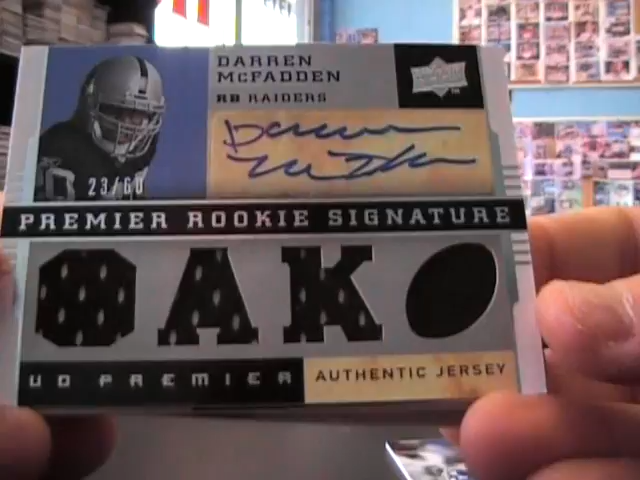 DARREN
McFADDEN
RB RAIDERS
23/60
PREMIER ROOKIE SIGNATURE
OAK
UD PREMIER
AUTHENTIC JERSEY